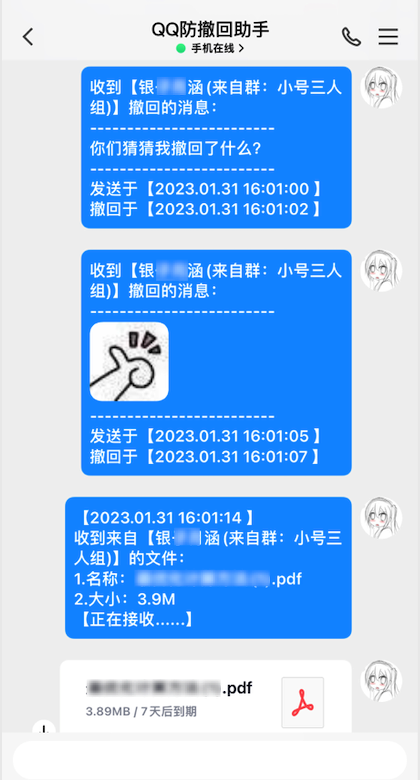 QQ防撤回助手
手机在线
收到【银涵(来自群：小号三人
组)】撤回的消息：
-------------------------
你们猜猜我撤回了什么?
-------------------------
发送于【2023.01.31 16:01:00 】
撤回于【2023.01.31 16:01:02 】
收到【银涵(来自群：小号三人
组)】撤回的消息：
-------------------------
-------------------------
发送于【2023.01.31 16:01:05 】
撤回于【2023.01.31 16:01:07 】
【2023.01.31 16:01:14 】
收到来自【银涵(来自群：小号三
人组)】的文件：
1.名称：.pdf
2.大小：3.9M
【正在接收......】
.pdf
3.89MB / 7天后到期